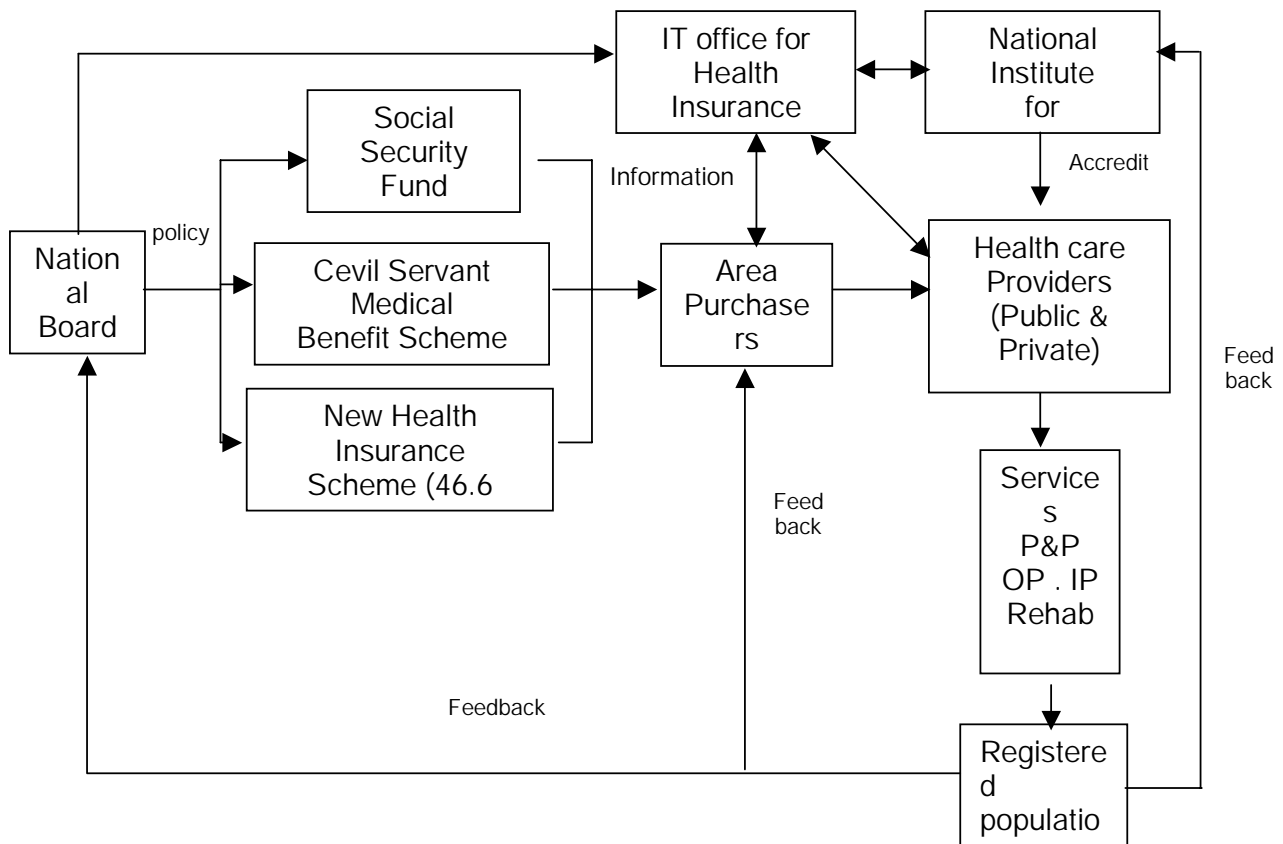 IT office for
Health
Insurance
National
Institute
for
Social
Security
Fund
Information
Accredit
policy
Nation
al
Board
Cevil Servant
Medical
Benefit Scheme
Area
Purchase
rs
Health care
Providers
(Public &
Private)
Feed
back
New Health
Insurance
Scheme (46.6
Feed
back
Service
s
P&P
OP . IP
Rehab
Feedback
Registere
d
populatio